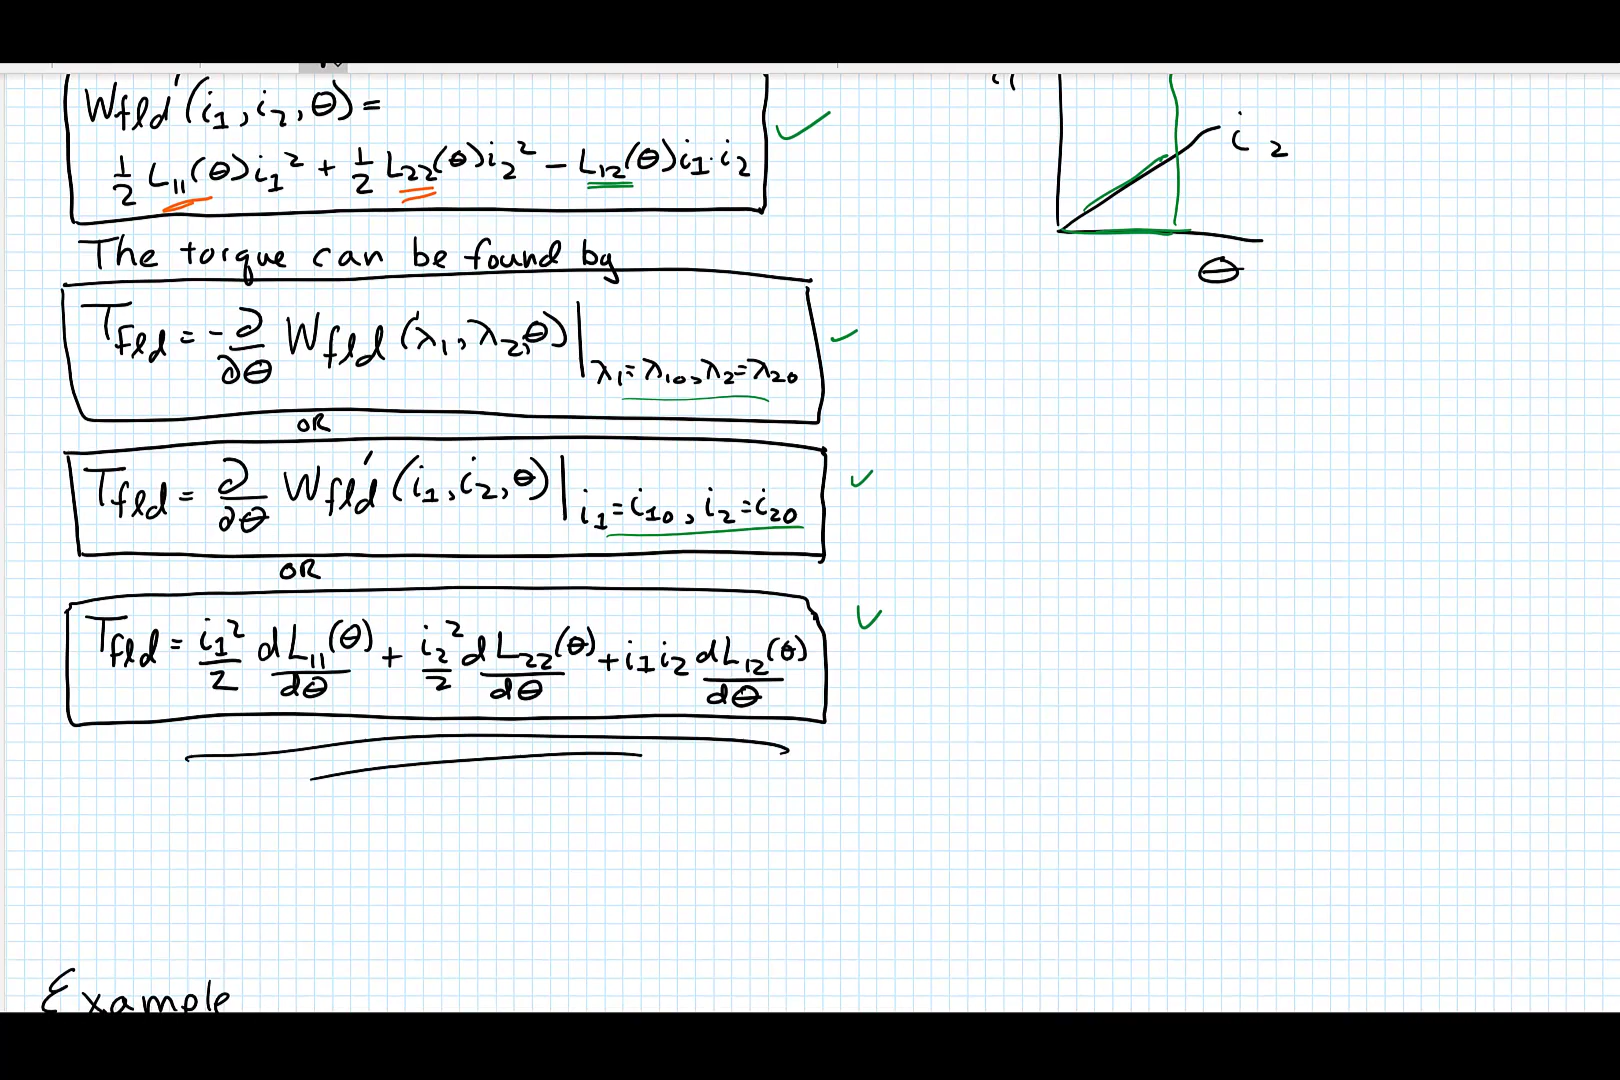 Wfld'(i₁, i₂, θ) =
½ L₁₁(θ)i₁² + ½ L₂₂(θ)i₂² − L₁₂(θ)i₁·i₂
The torque can be found by
Tfld = -∂/∂θ Wfld (λ₁, λ₂, θ) | λ₁=λ₁₀, λ₂=λ₂₀
OR
Tfld = ∂/∂θ Wfld' (i₁, i₂, θ) | i₁=i₁₀, i₂=i₂₀
OR
Tfld = i₁²/2 dL₁₁(θ)/dθ + i₂²/2 dL₂₂(θ)/dθ + i₁ i₂ dL₁₂(θ)/dθ
Example
i₂
θ